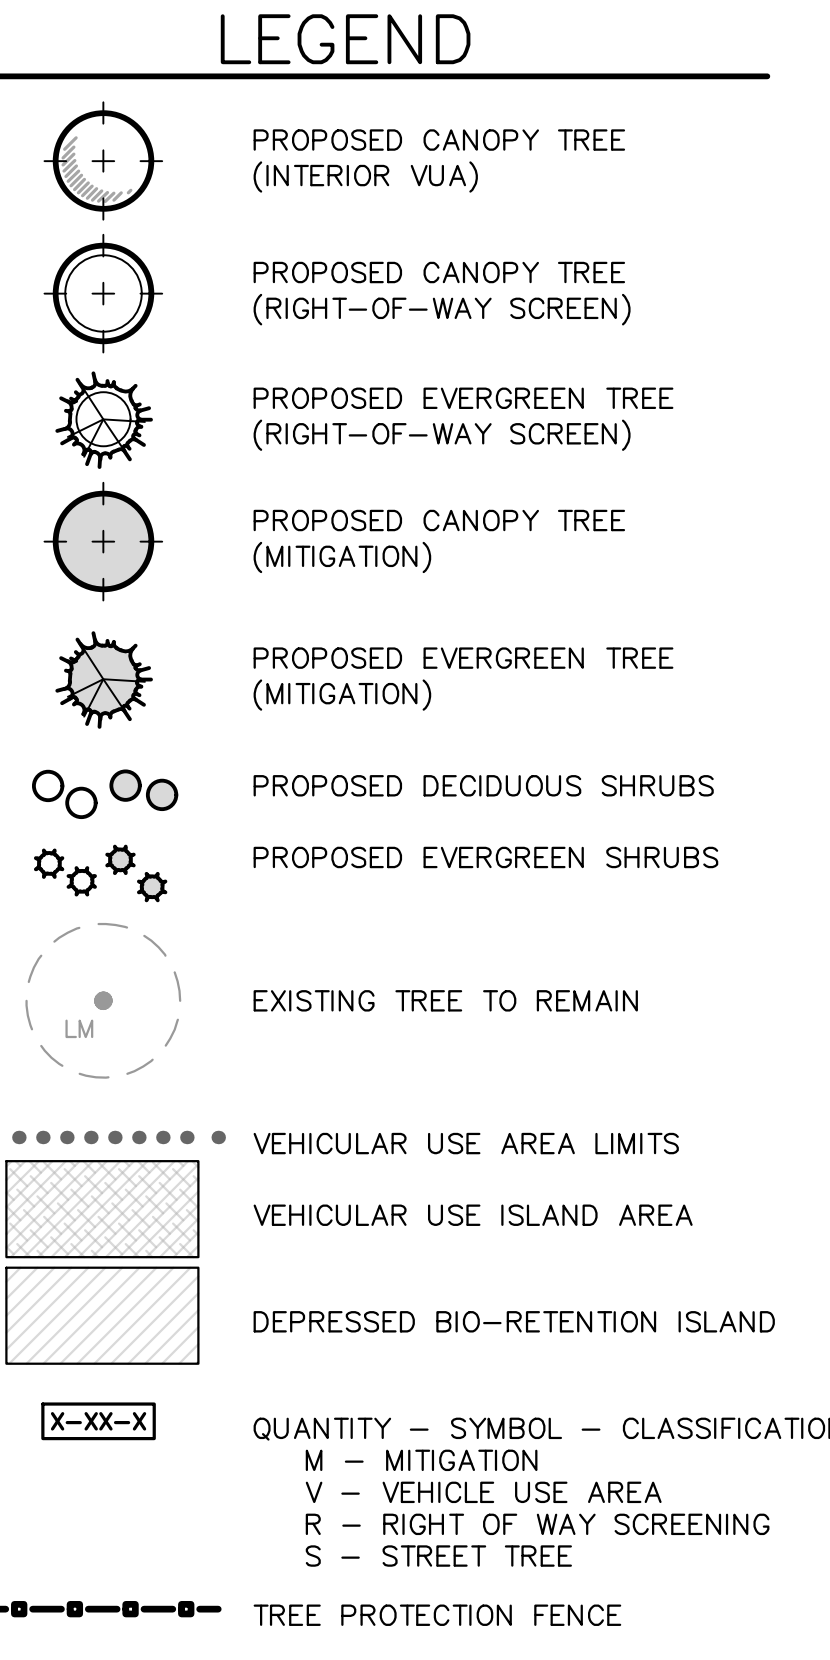 LEGEND
PROPOSED CANOPY TREE
(INTERIOR VUA)
PROPOSED CANOPY TREE
(RIGHT-OF-WAY SCREEN)
PROPOSED EVERGREEN TREE
(RIGHT-OF-WAY SCREEN)
PROPOSED CANOPY TREE
(MITIGATION)
PROPOSED EVERGREEN TREE
(MITIGATION)
PROPOSED DECIDUOUS SHRUBS
PROPOSED EVERGREEN SHRUBS
EXISTING TREE TO REMAIN
LM
VEHICULAR USE AREA LIMITS
VEHICULAR USE ISLAND AREA
DEPRESSED BIO-RETENTION ISLAND
X-XX-X
QUANTITY - SYMBOL - CLASSIFICATION
M - MITIGATION
V - VEHICLE USE AREA
R - RIGHT OF WAY SCREENING
S - STREET TREE
TREE PROTECTION FENCE